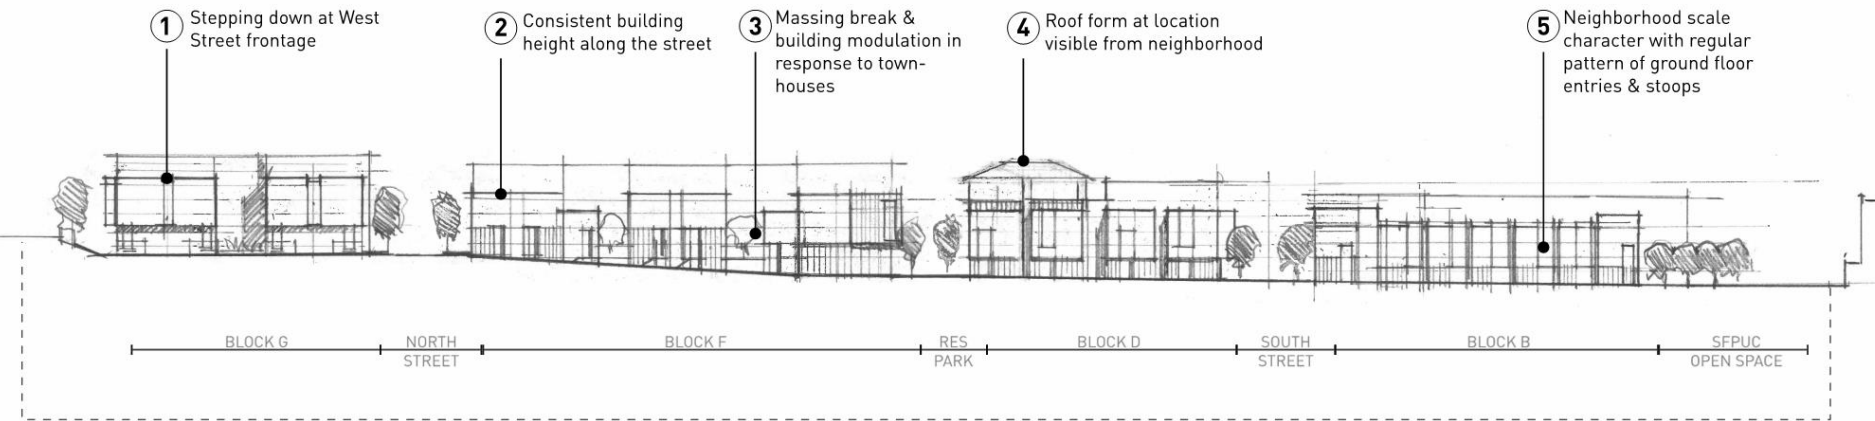 1 Stepping down at West
Street frontage
2 Consistent building
height along the street
3 Massing break &
building modulation in
response to town-
houses
4 Roof form at location
visible from neighborhood
5 Neighborhood scale
character with regular
pattern of ground floor
entries & stoops
BLOCK G
NORTH
STREET
BLOCK F
RES
PARK
BLOCK D
SOUTH
STREET
BLOCK B
SFPUC
OPEN SPACE